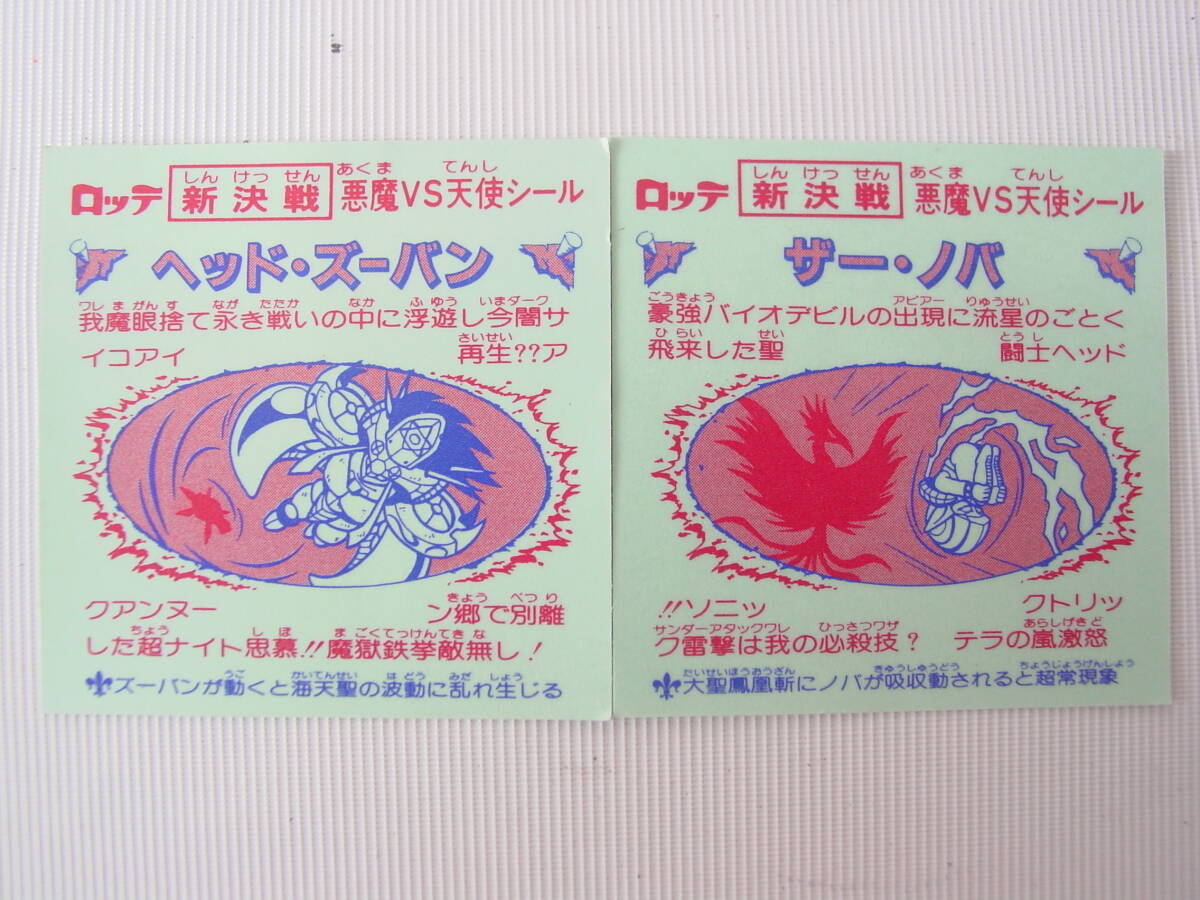 ロッテ 新決戦 悪魔VS天使シール
しん けっ せん あくま てんし
ヘッド・ズーバン
ワレ ま がん す なが たたか なか ふゆう いまダーク
我魔眼捨て永き戦いの中に浮遊し今闇サ
さいせい
イコアイ 再生??ア
きょう べつり
クアンヌー ン郷で別離
ちょう しぼ まごくてつけんてきな
した超ナイト思慕!!魔獄鉄拳敵無し!
うご かいてんせい はどう みだ しょう
ズーバンが動くと海天聖の波動に乱れ生じる
ロッテ 新決戦 悪魔VS天使シール
しん けっ せん あくま てんし
ザー・ノバ
ごうきょう アピアー りゅうせい
豪強バイオデビルの出現に流星のごとく
ひらい せい とうし
飛来した聖 闘士ヘッド
!!ソニッ クトリッ
サンダーアタックワレ ひっさつワザ あらしげきど
ク雷撃は我の必殺技? テラの嵐激怒
たいせいほうおうざん きゅうしゅうどう ちょうじょうげんしょう
大聖鳳凰斬にノバが吸収動されると超常現象